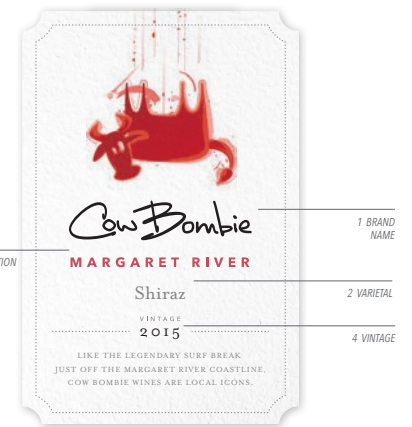 Cow Bombie
1 BRAND
NAME
MARGARET RIVER
TION
Shiraz
2 VARIETAL
VINTAGE
2015
4 VINTAGE
LIKE THE LEGENDARY SURF BREAK
JUST OFF THE MARGARET RIVER COASTLINE,
COW BOMBIE WINES ARE LOCAL ICONS.